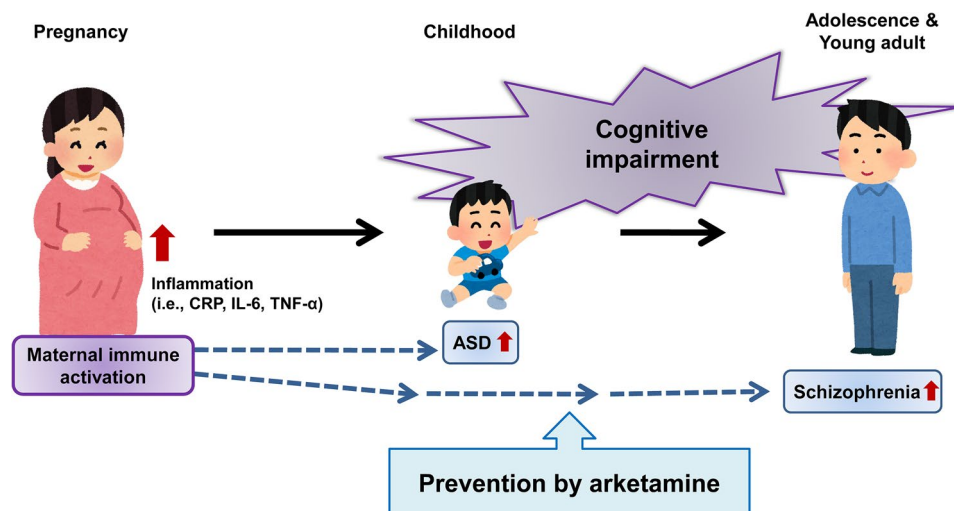 Pregnancy
Childhood
Adolescence &
Young adult
Cognitive
impairment
Inflammation
(i.e., CRP, IL-6, TNF-α)
Maternal immune
activation
ASD
Schizophrenia
Prevention by arketamine